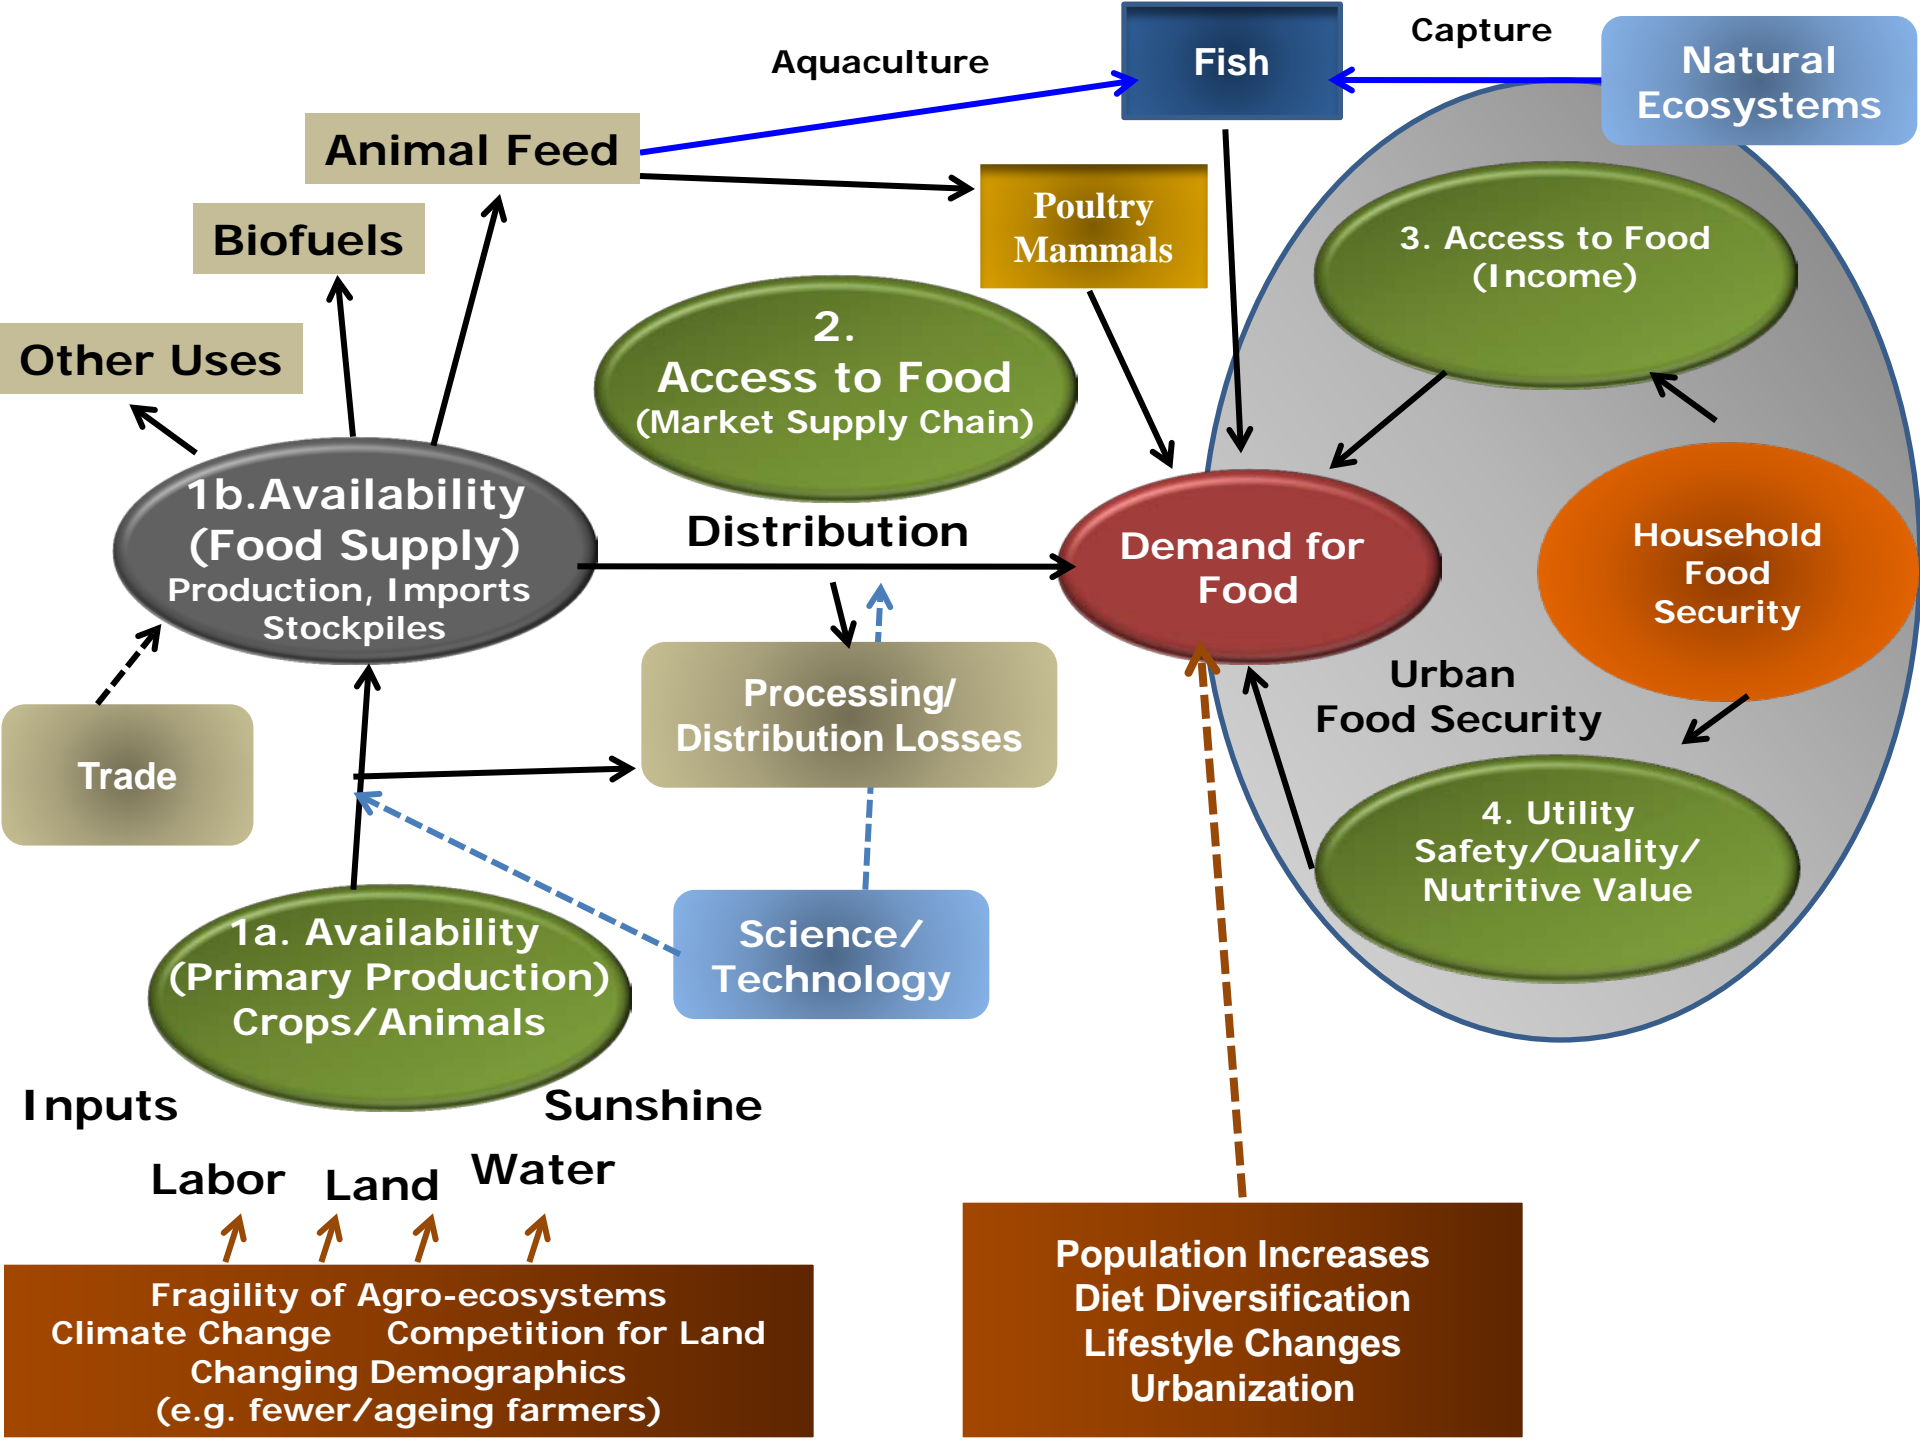 Capture
Aquaculture
Fish
Natural
Ecosystems
Animal Feed
Poultry
Mammals
Biofuels
3. Access to Food
(Income)
Other Uses
2.
Access to Food
(Market Supply Chain)
1b.Availability
(Food Supply)
Production, Imports
Stockpiles
Distribution
Demand for
Food
Household
Food
Security
Urban
Food Security
Processing/
Distribution Losses
Trade
4. Utility
Safety/Quality/
Nutritive Value
1a. Availability
(Primary Production)
Crops/Animals
Science/
Technology
Inputs
Sunshine
Labor
Land
Water
Fragility of Agro-ecosystems
Climate Change Competition for Land
Changing Demographics
(e.g. fewer/ageing farmers)
Population Increases
Diet Diversification
Lifestyle Changes
Urbanization